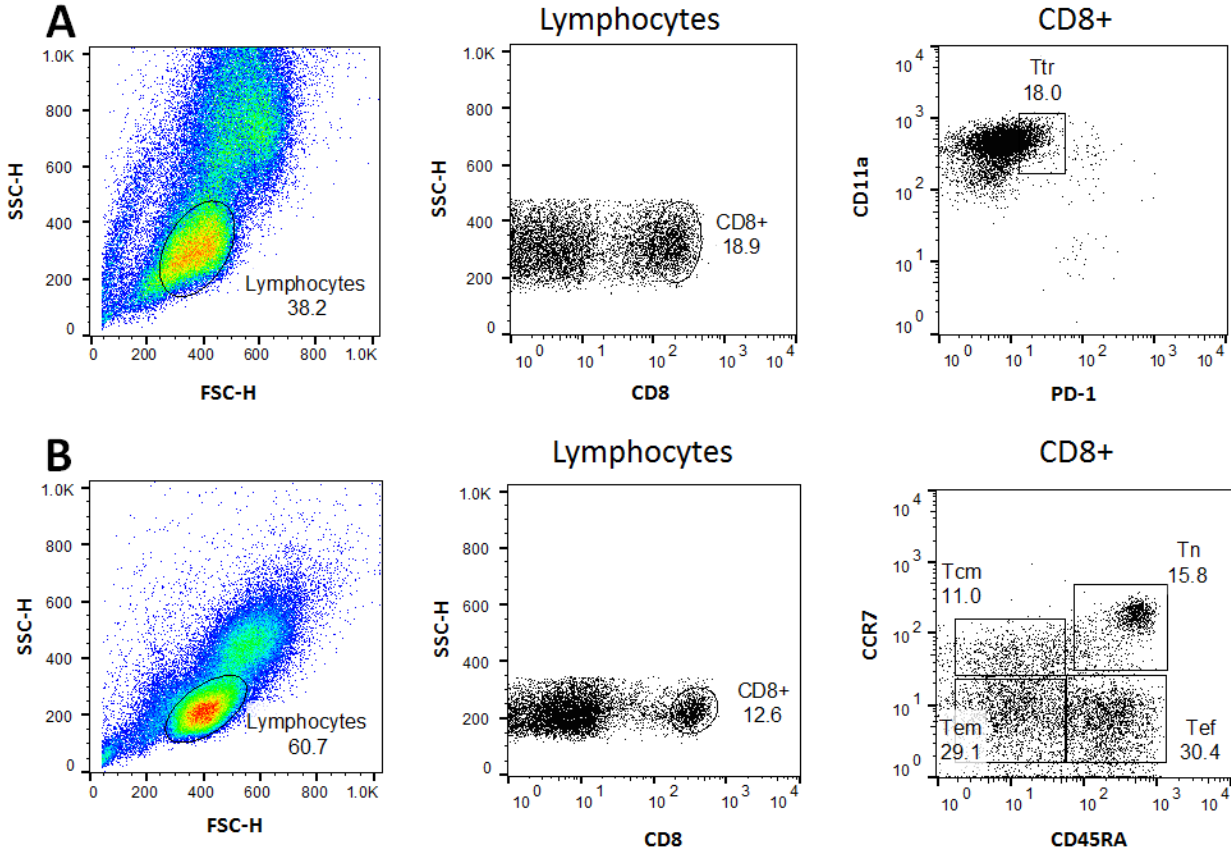 A
Lymphocytes
CD8+
1.0K
800
600
400
200
0
SSC-H
Lymphocytes
38.2
0 200 400 600 800 1.0K
FSC-H
1.0K
800
600
400
200
0
SSC-H
CD8+
18.9
10^0 10^1 10^2 10^3 10^4
CD8
10^4
10^3
10^2
10^1
10^0
CD11a
Ttr
18.0
10^0 10^1 10^2 10^3 10^4
PD-1
B
Lymphocytes
CD8+
1.0K
800
600
400
200
0
SSC-H
Lymphocytes
60.7
0 200 400 600 800 1.0K
FSC-H
1.0K
800
600
400
200
0
SSC-H
CD8+
12.6
10^0 10^1 10^2 10^3 10^4
CD8
10^4
10^3
10^2
10^1
10^0
CCR7
Tcm
11.0
Tn
15.8
Tem
29.1
Tef
30.4
10^0 10^1 10^2 10^3 10^4
CD45RA